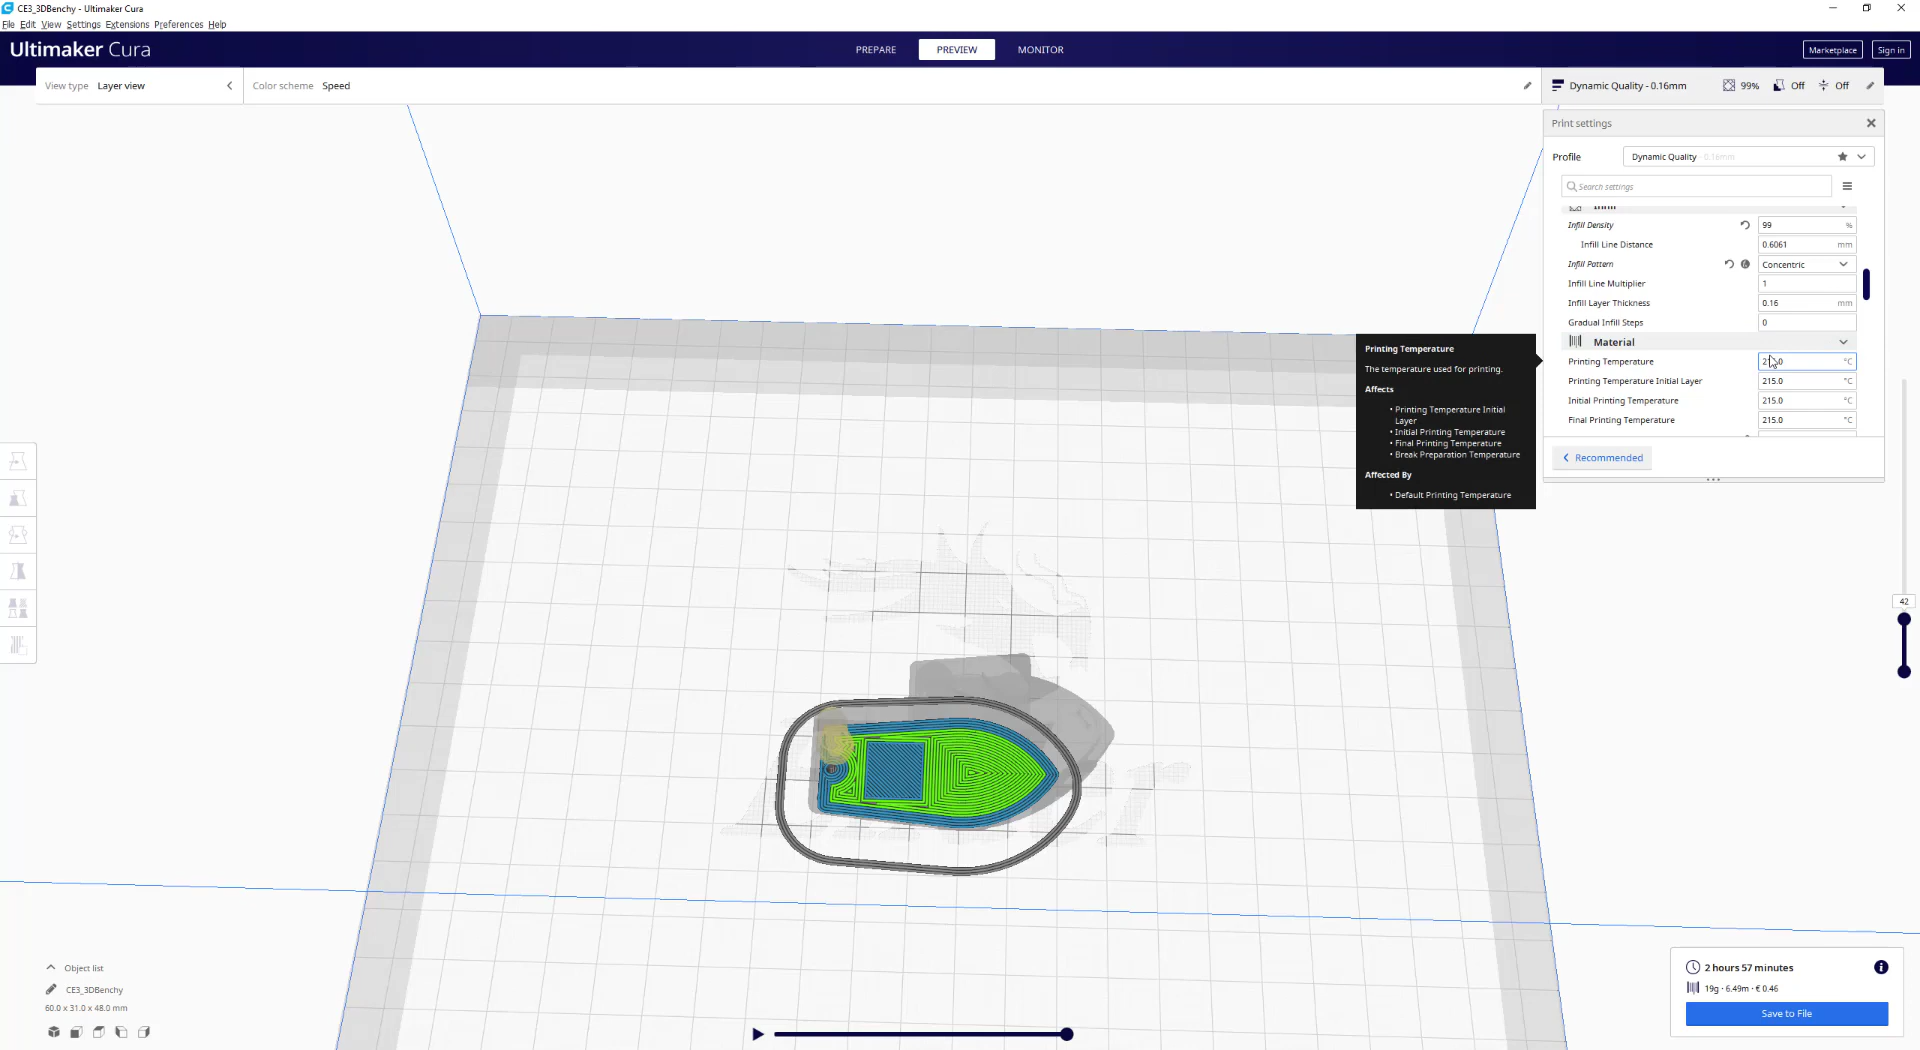 CE3_3DBenchy - Ultimaker Cura
File Edit View Settings Extensions Preferences Help
Ultimaker Cura
PREPARE PREVIEW MONITOR
Marketplace Sign in
View type Layer view
Color scheme Speed
Dynamic Quality - 0.16mm 99% Off Off
Print settings
Profile Dynamic Quality - 0.16mm
Search settings
Infill
Infill Density 99 %
Infill Line Distance 0.6061 mm
Infill Pattern Concentric
Infill Line Multiplier 1
Infill Layer Thickness 0.16 mm
Gradual Infill Steps 0
Material
Printing Temperature °C
Printing Temperature Initial Layer 215.0 °C
Initial Printing Temperature 215.0 °C
Final Printing Temperature 215.0 °C
Recommended
Printing Temperature
The temperature used for printing.
Affects
• Printing Temperature Initial
Layer
• Initial Printing Temperature
• Final Printing Temperature
• Break Preparation Temperature
Affected By
• Default Printing Temperature
42
Object list
CE3_3DBenchy
60.0 x 31.0 x 48.0 mm
2 hours 57 minutes
19g · 6.49m · € 0.46
Save to File